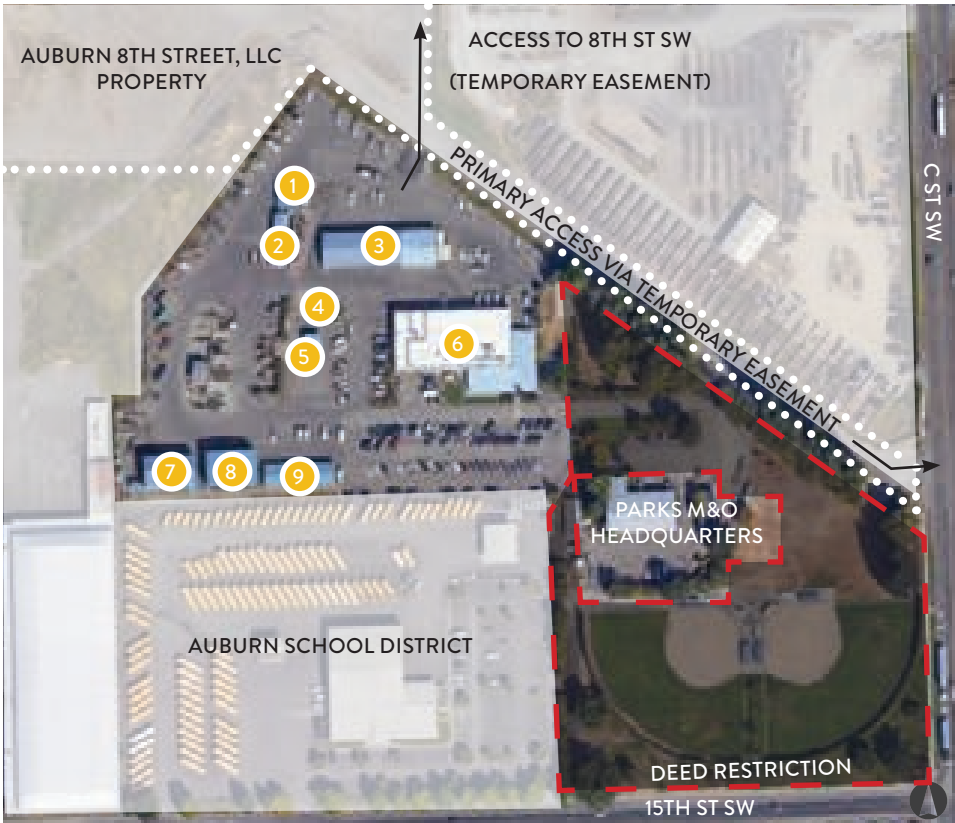 AUBURN 8TH STREET, LLC
PROPERTY
ACCESS TO 8TH ST SW
(TEMPORARY EASEMENT)
PRIMARY ACCESS VIA TEMPORARY EASEMENT
C ST SW
1
2
3
4
5
6
7
8
9
PARKS M&O
HEADQUARTERS
AUBURN SCHOOL DISTRICT
DEED RESTRICTION
15TH ST SW